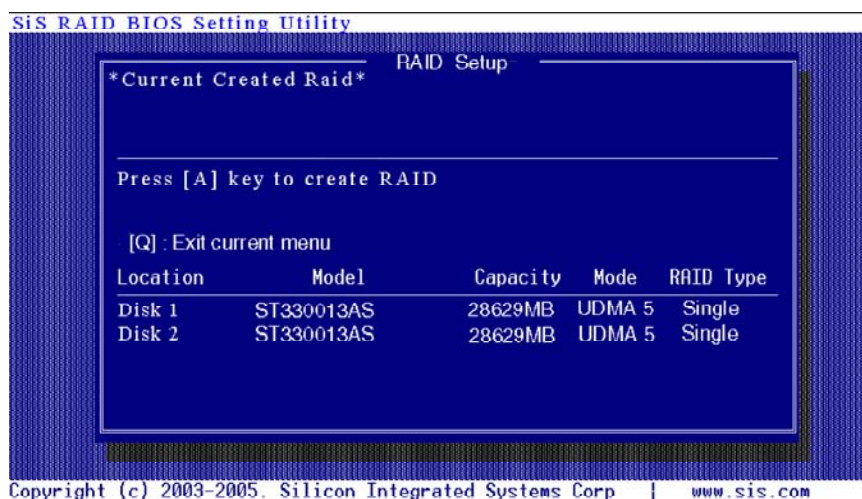 SiS RAID BIOS Setting Utility
RAID Setup
*Current Created Raid*
Press [A] key to create RAID
[Q] : Exit current menu
Location Model Capacity Mode RAID Type
Disk 1 ST330013AS 28629MB UDMA 5 Single
Disk 2 ST330013AS 28629MB UDMA 5 Single
Copyright (c) 2003-2005. Silicon Integrated Systems Corp | www.sis.com